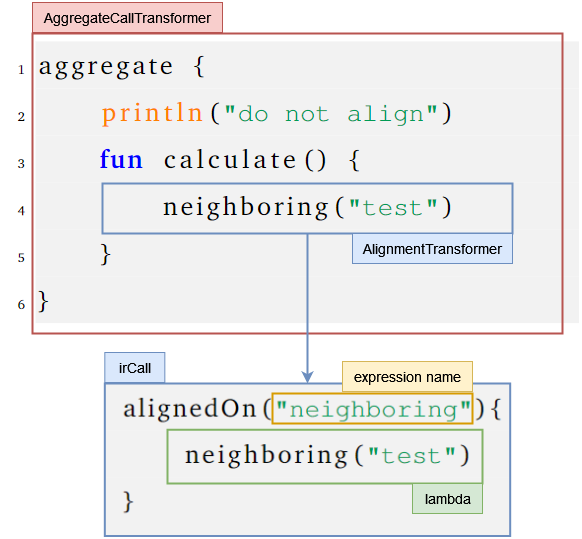 AggregateCallTransformer
1 aggregate {
2 println("do not align")
3 fun calculate() {
4 neighboring("test")
AlignmentTransformer
5 }
6 }
irCall
expression name
alignedOn("neighboring"){
neighboring("test")
}
lambda